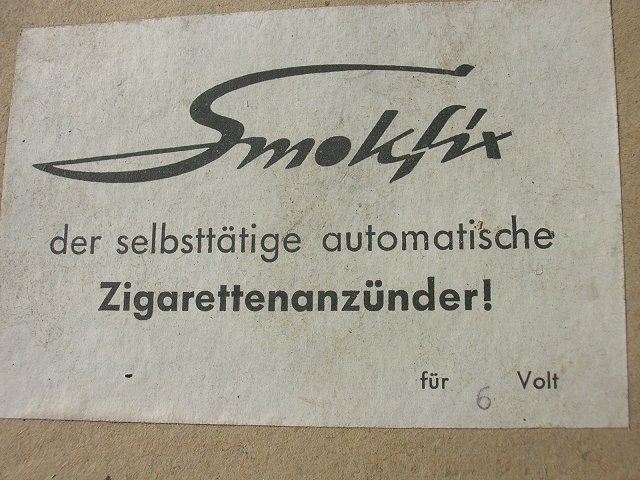 Smokfix
der selbsttätige automatische
Zigarettenanzünder!
für 6 Volt